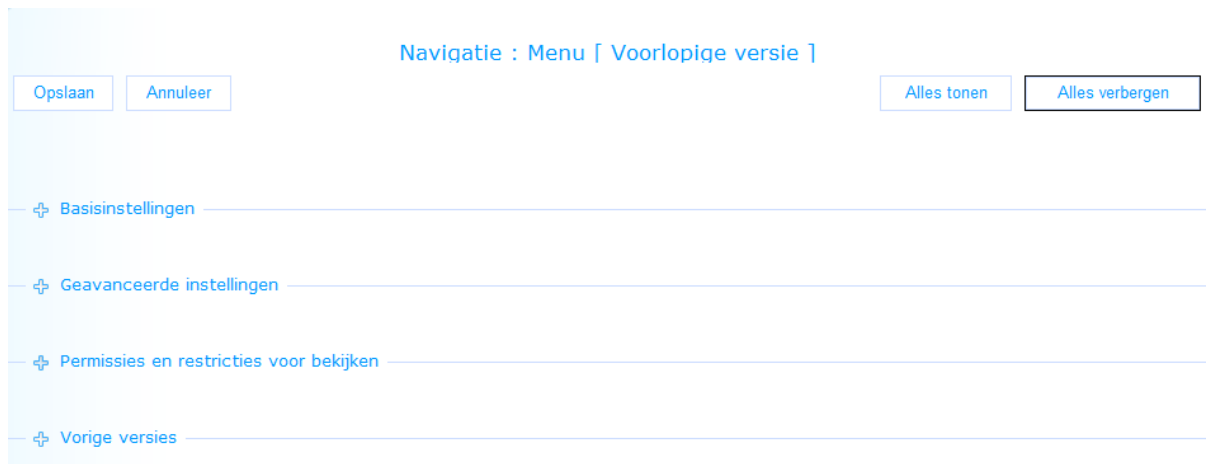 Navigatie : Menu [ Voorlopige versie ]
Opslaan Annuleer Alles tonen Alles verbergen
Basisinstellingen
Geavanceerde instellingen
Permissies en restricties voor bekijken
Vorige versies